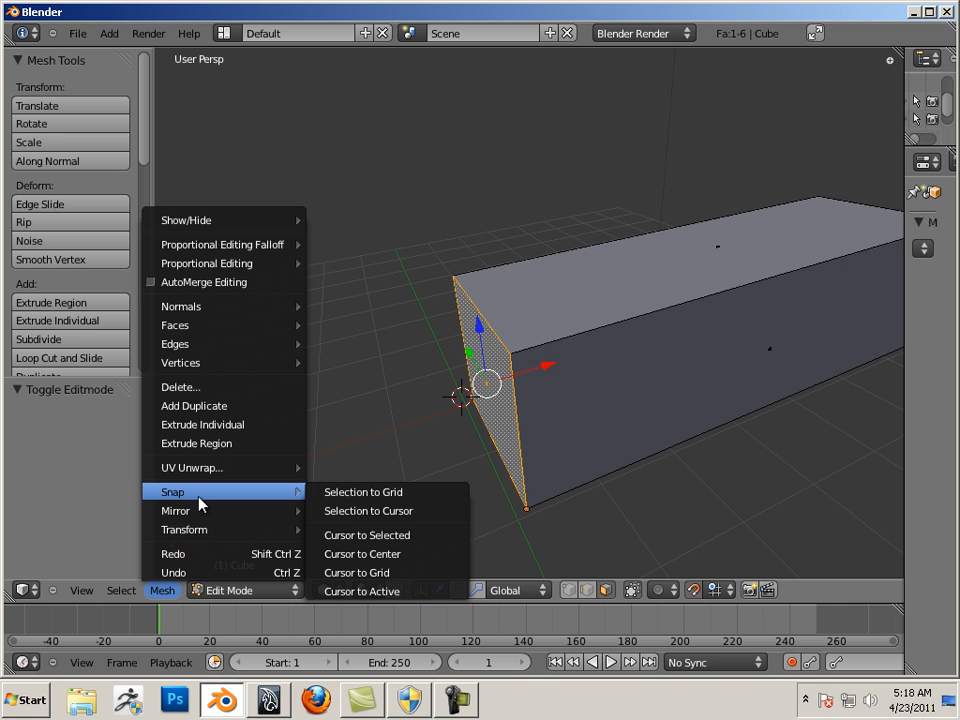 Blender
File Add Render Help Default Scene Blender Render Fa:1-6 | Cube
Mesh Tools
Transform:
Translate
Rotate
Scale
Along Normal
Deform:
Edge Slide
Rip
Noise
Smooth Vertex
Add:
Extrude Region
Extrude Individual
Subdivide
Loop Cut and Slide
Toggle Editmode
User Persp
Show/Hide
Proportional Editing Falloff
Proportional Editing
AutoMerge Editing
Normals
Faces
Edges
Vertices
Delete...
Add Duplicate
Extrude Individual
Extrude Region
UV Unwrap...
Snap
Mirror
Transform
Redo Shift Ctrl Z
Undo Ctrl Z
Selection to Grid
Selection to Cursor
Cursor to Selected
Cursor to Center
Cursor to Grid
Cursor to Active
M
(1) Cube
View Select Mesh Edit Mode Global
-40 -20 0 20 40 60 80 100 120 140 160 180 200 220 240 260
View Frame Playback Start: 1 End: 250 1 No Sync
Start Ps 5:18 AM
4/23/2011